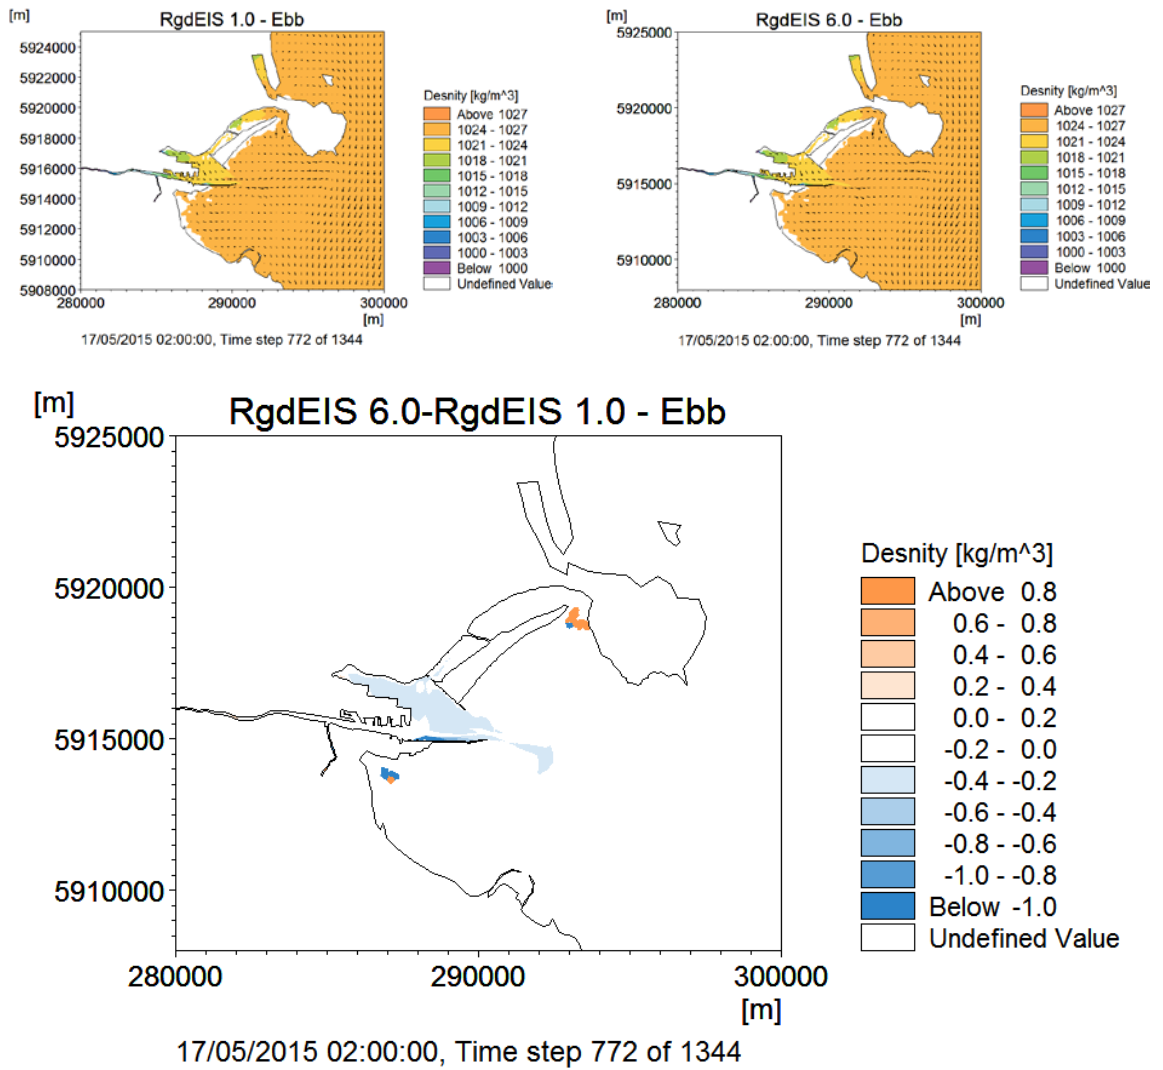 [m]
RgdEIS 1.0 - Ebb
5924000
5922000
5920000
5918000
5916000
5914000
5912000
5910000
5908000
280000
290000
300000
[m]
17/05/2015 02:00:00, Time step 772 of 1344
Desnity [kg/m^3]
Above 1027
1024 - 1027
1021 - 1024
1018 - 1021
1015 - 1018
1012 - 1015
1009 - 1012
1006 - 1009
1003 - 1006
1000 - 1003
Below 1000
Undefined Value
[m]
RgdEIS 6.0 - Ebb
5925000
5920000
5915000
5910000
280000
290000
300000
[m]
17/05/2015 02:00:00, Time step 772 of 1344
Desnity [kg/m^3]
Above 1027
1024 - 1027
1021 - 1024
1018 - 1021
1015 - 1018
1012 - 1015
1009 - 1012
1006 - 1009
1003 - 1006
1000 - 1003
Below 1000
Undefined Value
[m]
RgdEIS 6.0-RgdEIS 1.0 - Ebb
5925000
5920000
5915000
5910000
280000
290000
300000
[m]
17/05/2015 02:00:00, Time step 772 of 1344
Desnity [kg/m^3]
Above 0.8
0.6 - 0.8
0.4 - 0.6
0.2 - 0.4
0.0 - 0.2
-0.2 - 0.0
-0.4 - -0.2
-0.6 - -0.4
-0.8 - -0.6
-1.0 - -0.8
Below -1.0
Undefined Value